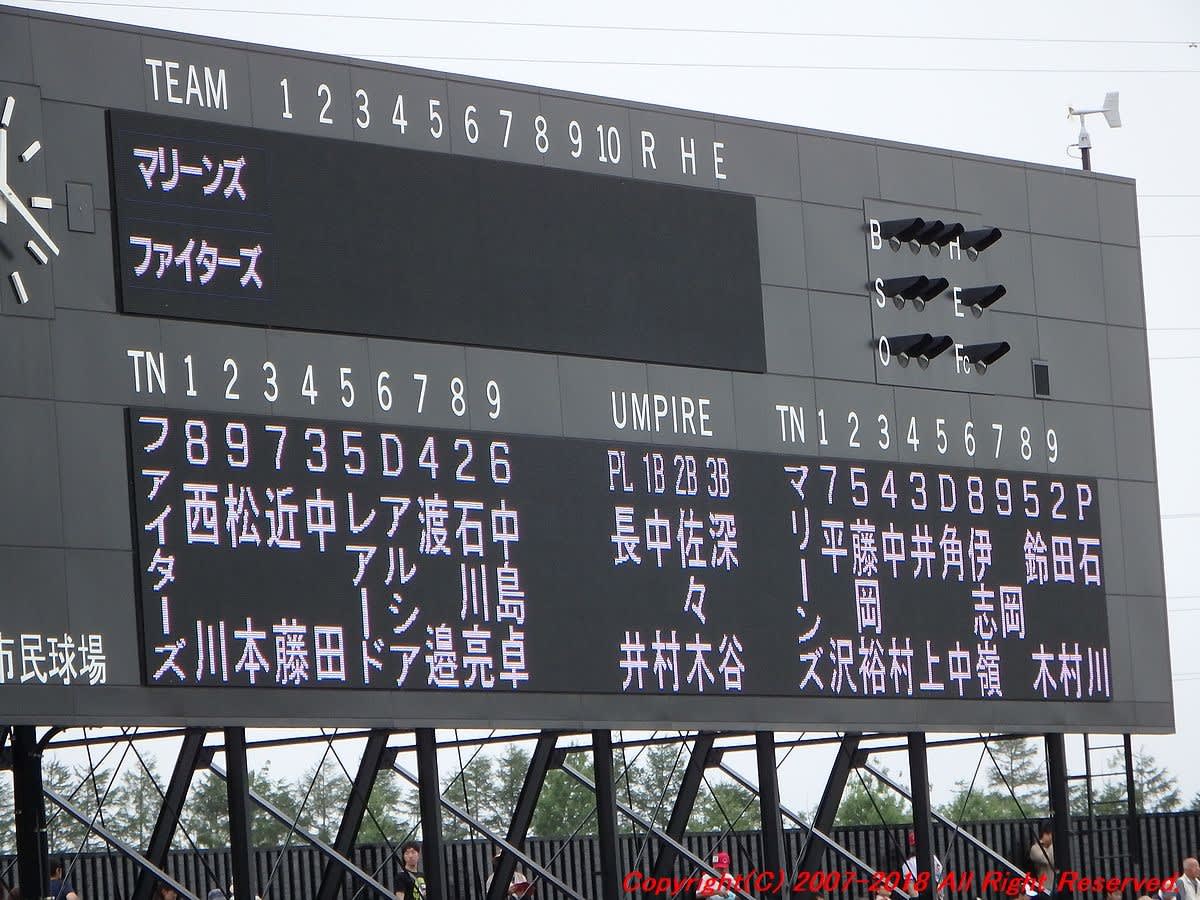 TEAM 1 2 3 4 5 6 7 8 9 10 R H E
マリーンズ
ファイターズ
B H
S E
O Fc
TN 1 2 3 4 5 6 7 8 9
ファイターズ
8 西川
9 松本
7 近藤
3 中田
5 レアード
D アルシア
4 渡邉
2 石川亮
6 中島卓
UMPIRE
PL 長井
1B 中村
2B 佐々木
3B 深谷
TN 1 2 3 4 5 6 7 8 9
マリーンズ
7 平沢
5 藤岡裕
4 中村
3 井上
D 角中
8 伊志嶺
9 岡
5 鈴木
2 田村
P 石川
市民球場
Copyright(C) 2007-2018 All Right Reserved.